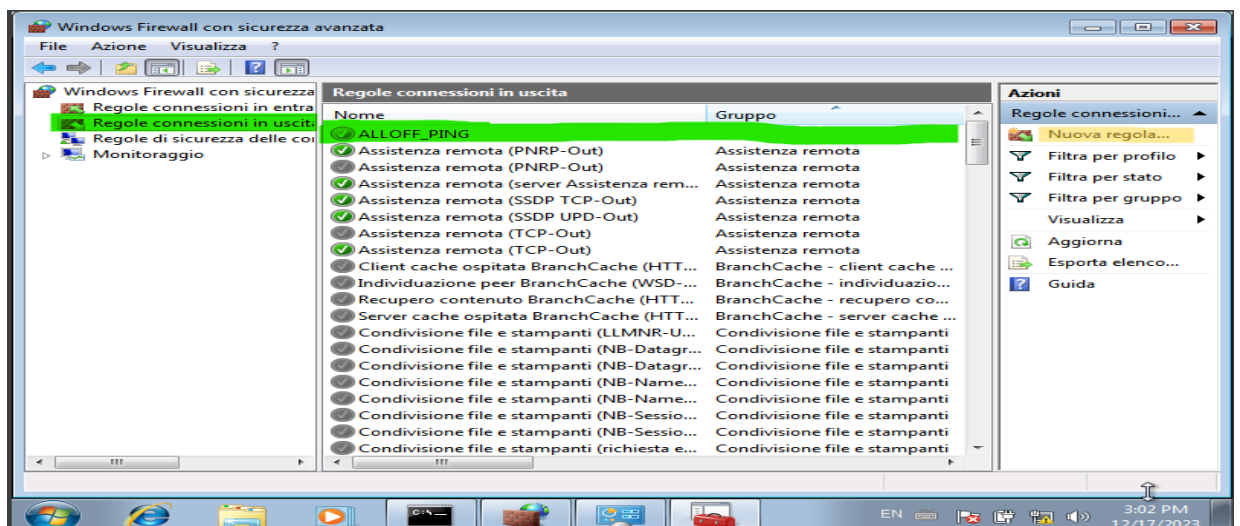 Windows Firewall con sicurezza avanzata
File Azione Visualizza ?
Windows Firewall con sicurezza
Regole connessioni in entra
Regole connessioni in uscit
Regole di sicurezza delle con
Monitoraggio
Regole connessioni in uscita
Nome Gruppo
ALLOFF_PING
Assistenza remota (PNRP-Out) Assistenza remota
Assistenza remota (PNRP-Out) Assistenza remota
Assistenza remota (server Assistenza rem... Assistenza remota
Assistenza remota (SSDP TCP-Out) Assistenza remota
Assistenza remota (SSDP UPD-Out) Assistenza remota
Assistenza remota (TCP-Out) Assistenza remota
Assistenza remota (TCP-Out) Assistenza remota
Client cache ospitata BranchCache (HTT... BranchCache - client cache ...
Individuazione peer BranchCache (WSD-... BranchCache - individuazio...
Recupero contenuto BranchCache (HTT... BranchCache - recupero co...
Server cache ospitata BranchCache (HTT... BranchCache - server cache ...
Condivisione file e stampanti (LLMNR-U... Condivisione file e stampanti
Condivisione file e stampanti (NB-Datagr... Condivisione file e stampanti
Condivisione file e stampanti (NB-Datagr... Condivisione file e stampanti
Condivisione file e stampanti (NB-Name... Condivisione file e stampanti
Condivisione file e stampanti (NB-Name... Condivisione file e stampanti
Condivisione file e stampanti (NB-Sessio... Condivisione file e stampanti
Condivisione file e stampanti (NB-Sessio... Condivisione file e stampanti
Condivisione file e stampanti (richiesta e... Condivisione file e stampanti
Azioni
Regole connessioni...
Nuova regola...
Filtra per profilo
Filtra per stato
Filtra per gruppo
Visualizza
Aggiorna
Esporta elenco...
Guida
EN
3:02 PM
12/17/2023